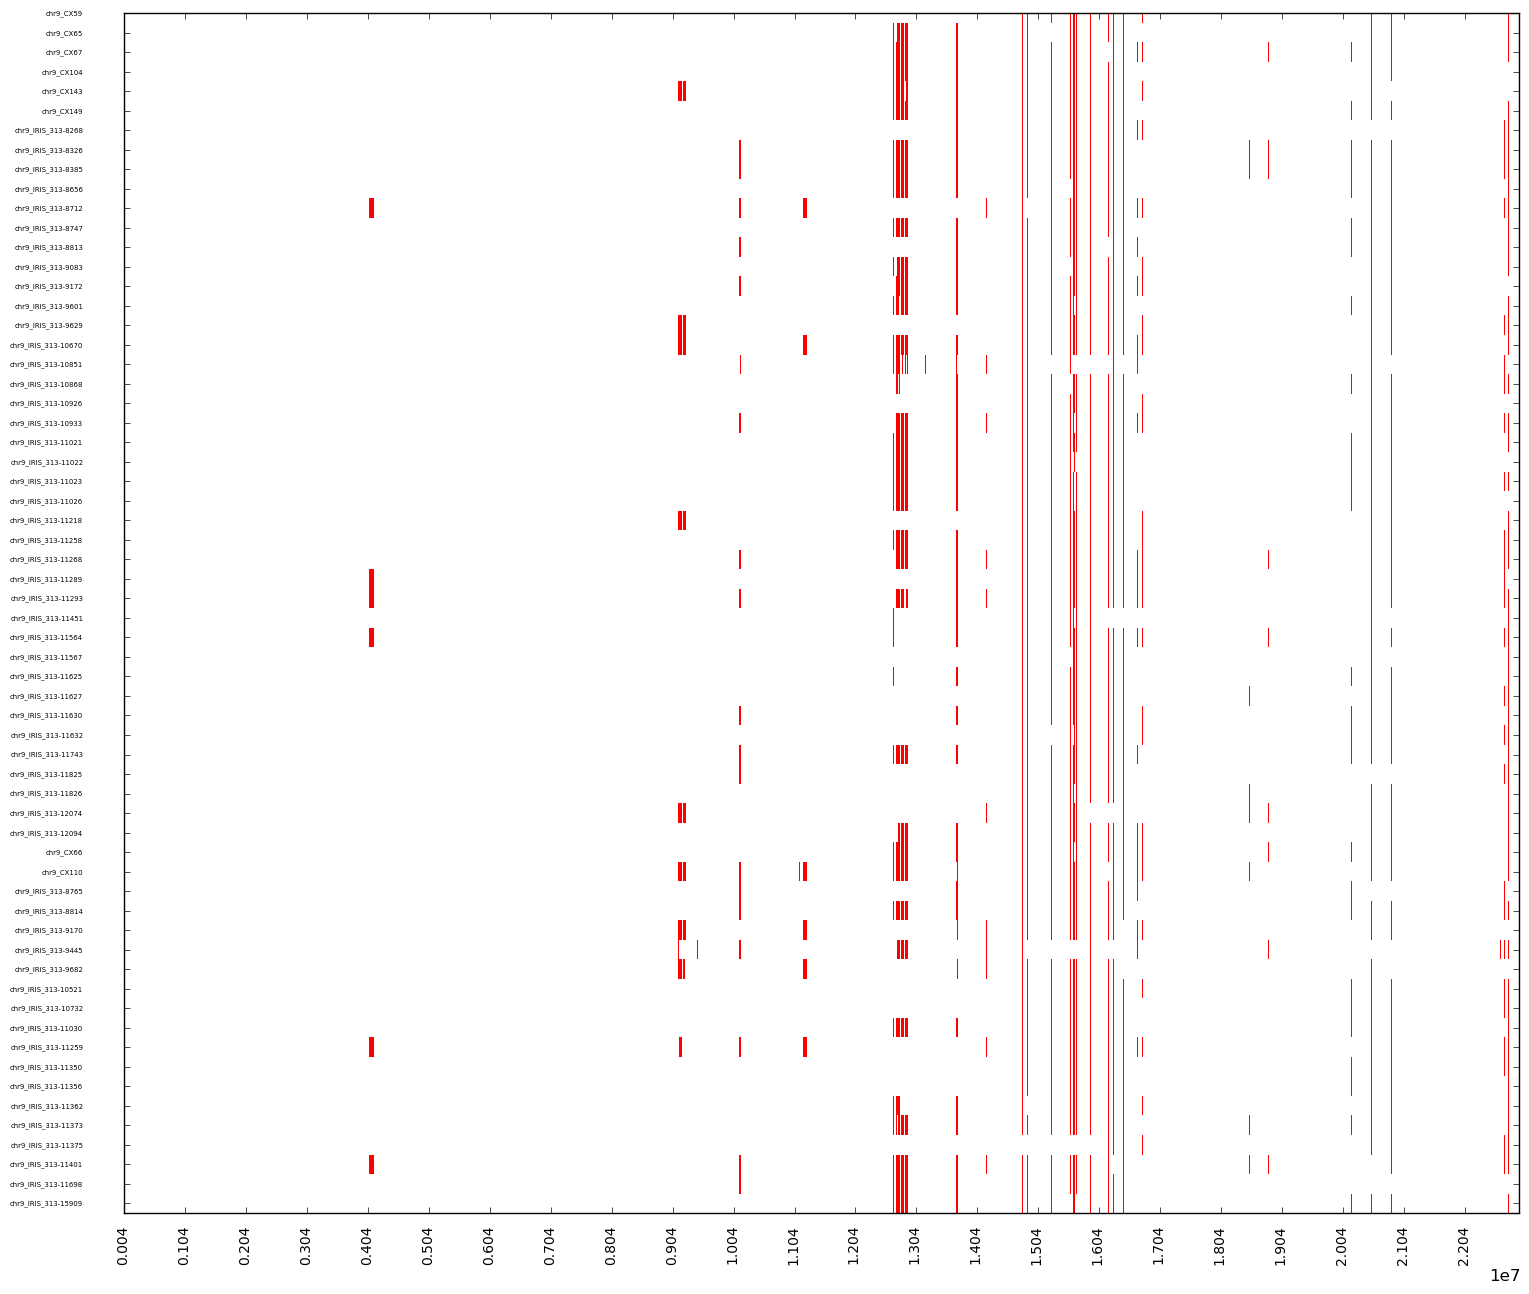 chr9_CX59
chr9_CX65
chr9_CX67
chr9_CX104
chr9_CX143
chr9_CX149
chr9_IRIS_313-8268
chr9_IRIS_313-8326
chr9_IRIS_313-8385
chr9_IRIS_313-8656
chr9_IRIS_313-8712
chr9_IRIS_313-8747
chr9_IRIS_313-8813
chr9_IRIS_313-9083
chr9_IRIS_313-9172
chr9_IRIS_313-9601
chr9_IRIS_313-9629
chr9_IRIS_313-10670
chr9_IRIS_313-10851
chr9_IRIS_313-10868
chr9_IRIS_313-10926
chr9_IRIS_313-10933
chr9_IRIS_313-11021
chr9_IRIS_313-11022
chr9_IRIS_313-11023
chr9_IRIS_313-11026
chr9_IRIS_313-11218
chr9_IRIS_313-11258
chr9_IRIS_313-11268
chr9_IRIS_313-11289
chr9_IRIS_313-11293
chr9_IRIS_313-11451
chr9_IRIS_313-11564
chr9_IRIS_313-11567
chr9_IRIS_313-11625
chr9_IRIS_313-11627
chr9_IRIS_313-11630
chr9_IRIS_313-11632
chr9_IRIS_313-11743
chr9_IRIS_313-11825
chr9_IRIS_313-11826
chr9_IRIS_313-12074
chr9_IRIS_313-12094
chr9_CX66
chr9_CX110
chr9_IRIS_313-8765
chr9_IRIS_313-8814
chr9_IRIS_313-9170
chr9_IRIS_313-9445
chr9_IRIS_313-9682
chr9_IRIS_313-10521
chr9_IRIS_313-10732
chr9_IRIS_313-11030
chr9_IRIS_313-11259
chr9_IRIS_313-11350
chr9_IRIS_313-11356
chr9_IRIS_313-11362
chr9_IRIS_313-11373
chr9_IRIS_313-11375
chr9_IRIS_313-11401
chr9_IRIS_313-11698
chr9_IRIS_313-15909
0.004 0.104 0.204 0.304 0.404 0.504 0.604 0.704 0.804 0.904 1.004 1.104 1.204 1.304 1.404 1.504 1.604 1.704 1.804 1.904 2.004 2.104 2.204
1e7